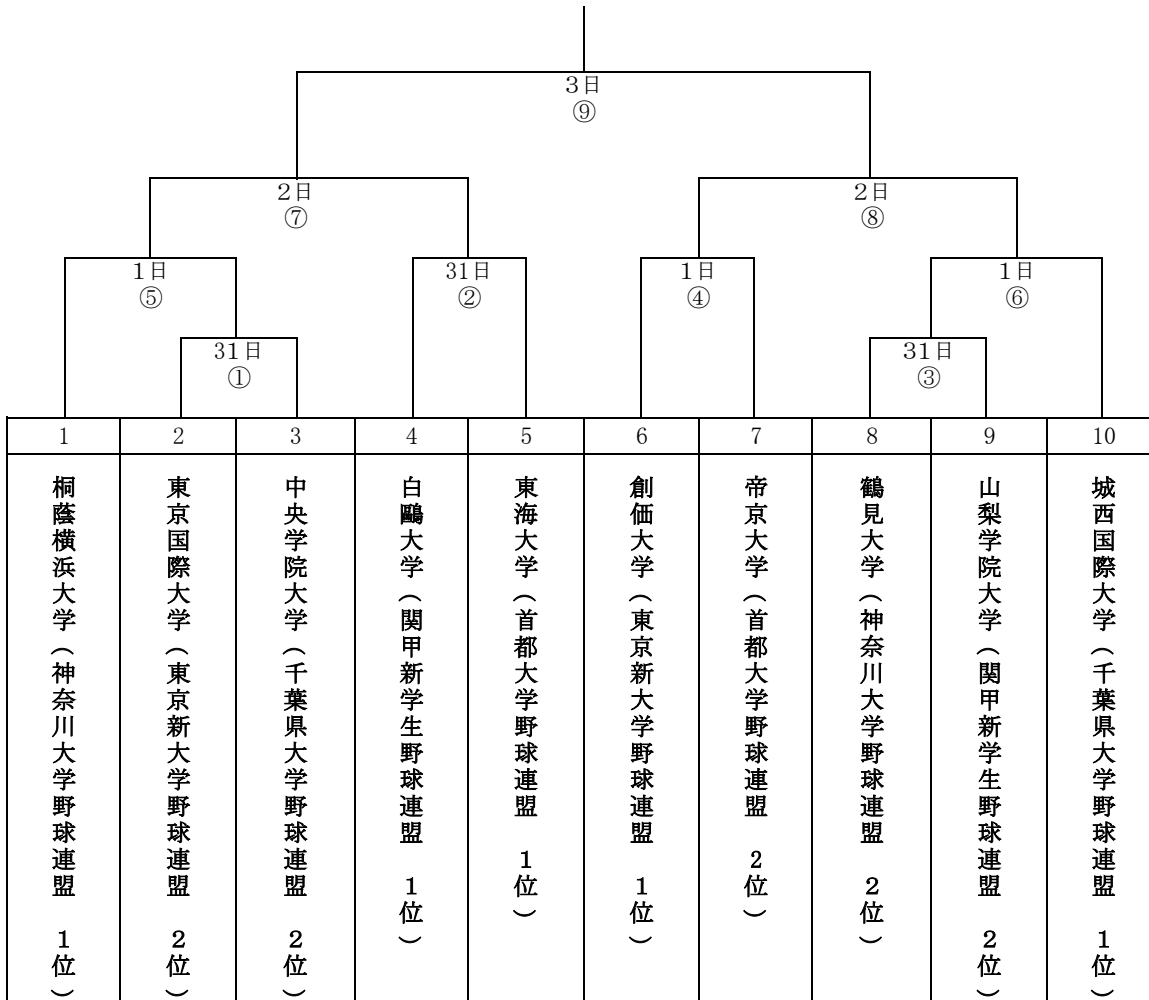 3日
⑨
2日
⑦
2日
⑧
1日
⑤
31日
②
1日
④
1日
⑥
31日
①
31日
③
1
2
3
4
5
6
7
8
9
10
桐蔭横浜大学（神奈川大学野球連盟　1位）
東京国際大学（東京新大学野球連盟　2位）
中央学院大学（千葉県大学野球連盟　2位）
白鷗大学（関甲新学生野球連盟　1位）
東海大学（首都大学野球連盟　1位）
創価大学（東京新大学野球連盟　1位）
帝京大学（首都大学野球連盟　2位）
鶴見大学（神奈川大学野球連盟　2位）
山梨学院大学（関甲新学生野球連盟　2位）
城西国際大学（千葉県大学野球連盟　1位）